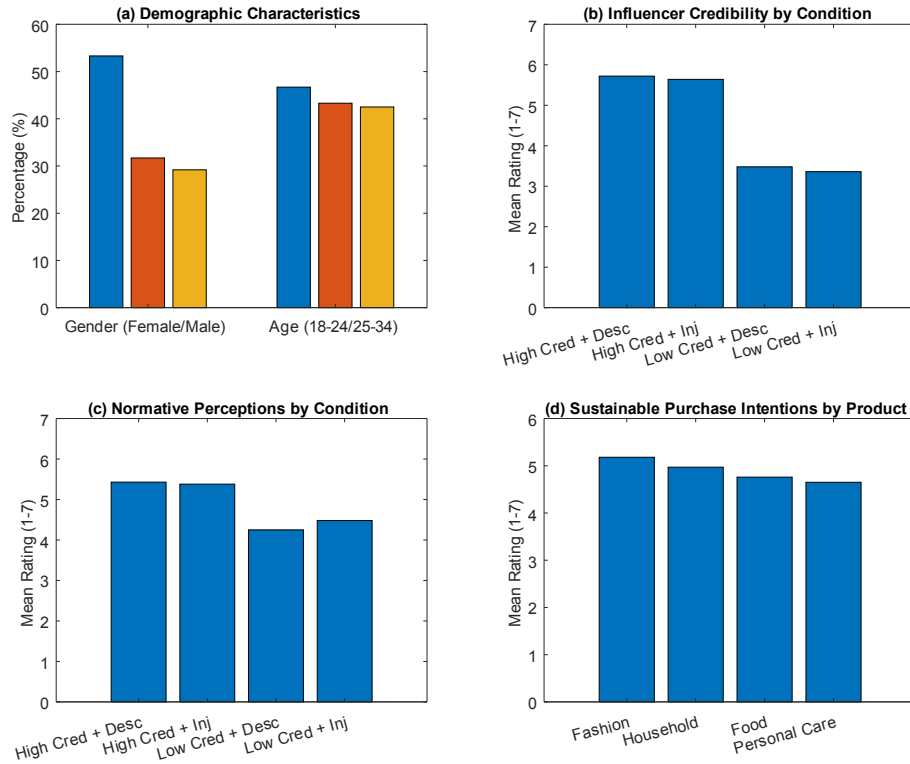 (a) Demographic Characteristics
Percentage (%)
60
50
40
30
20
10
0
Gender (Female/Male)
Age (18-24/25-34)
(b) Influencer Credibility by Condition
Mean Rating (1-7)
7
6
5
4
3
2
1
0
High Cred + Desc
High Cred + Inj
Low Cred + Desc
Low Cred + Inj
(c) Normative Perceptions by Condition
Mean Rating (1-7)
7
6
5
4
3
2
1
0
High Cred + Desc
High Cred + Inj
Low Cred + Desc
Low Cred + Inj
(d) Sustainable Purchase Intentions by Product
Mean Rating (1-7)
6
5
4
3
2
1
0
Fashion
Household
Food
Personal Care